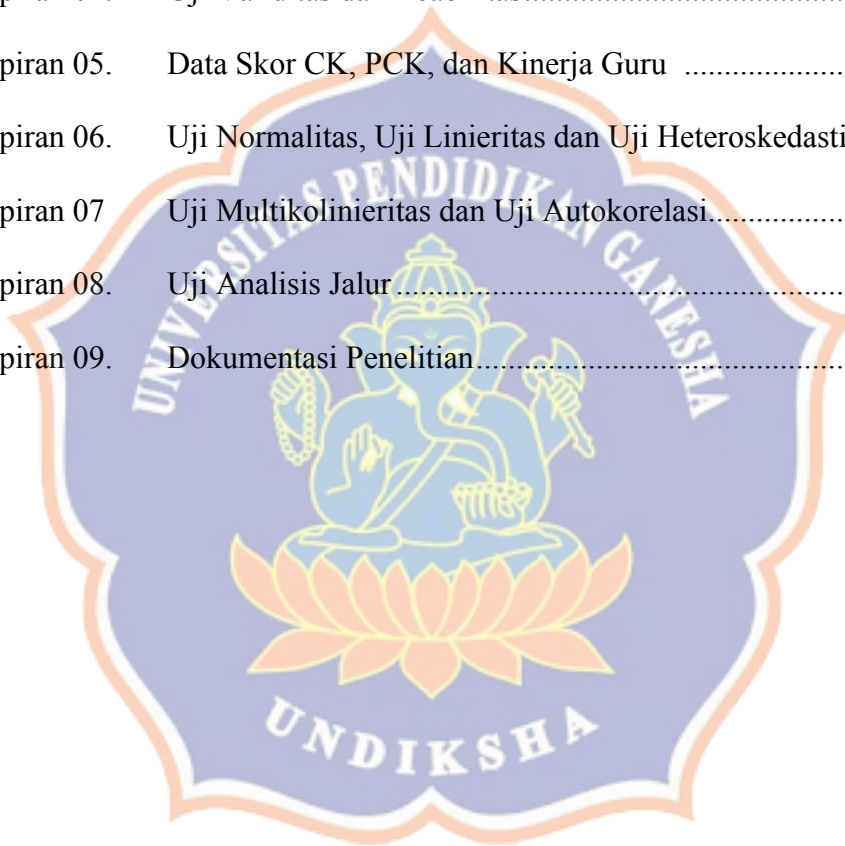 piran 05. Data Skor CK, PCK, dan Kinerja Guru ....................
piran 06. Uji Normalitas, Uji Linieritas dan Uji Heteroskedasti
piran 07 Uji Multikolinieritas dan Uji Autokorelasi.................
piran 08. Uji Analisis Jalur.........................................................
piran 09. Dokumentasi Penelitian..............................................
UNIVERSITAS PENDIDIKAN GANESHA
UNDIKSHA